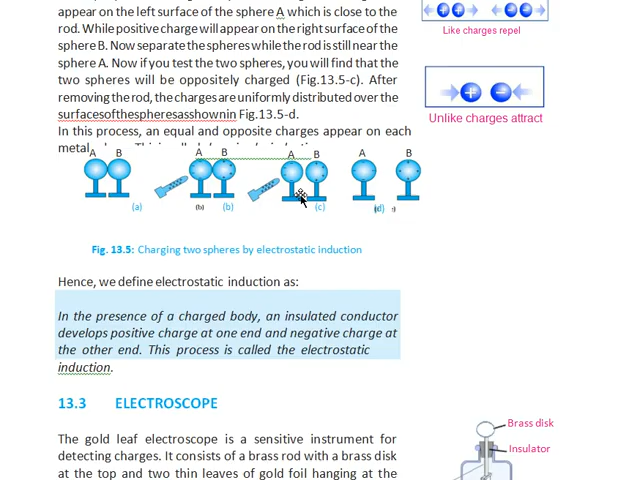 appear on the left surface of the sphere A which is close to the
rod. While positive charge will appear on the right surface of the
sphere B. Now separate the spheres while the rod is still near the
sphere A. Now if you test the two spheres, you will find that the
two spheres will be oppositely charged (Fig.13.5-c). After
removing the rod, the charges are uniformly distributed over the
surfacesofthespheresasshownin Fig.13.5-d.
In this process, an equal and opposite charges appear on each
metal
A B A B A B A B
(a) (b) (b) (c) (d)
Fig. 13.5: Charging two spheres by electrostatic induction
Hence, we define electrostatic induction as:
In the presence of a charged body, an insulated conductor
develops positive charge at one end and negative charge at
the other end. This process is called the electrostatic
induction.
13.3 ELECTROSCOPE
The gold leaf electroscope is a sensitive instrument for
detecting charges. It consists of a brass rod with a brass disk
at the top and two thin leaves of gold foil hanging at the
Like charges repel
Unlike charges attract
Brass disk
Insulator